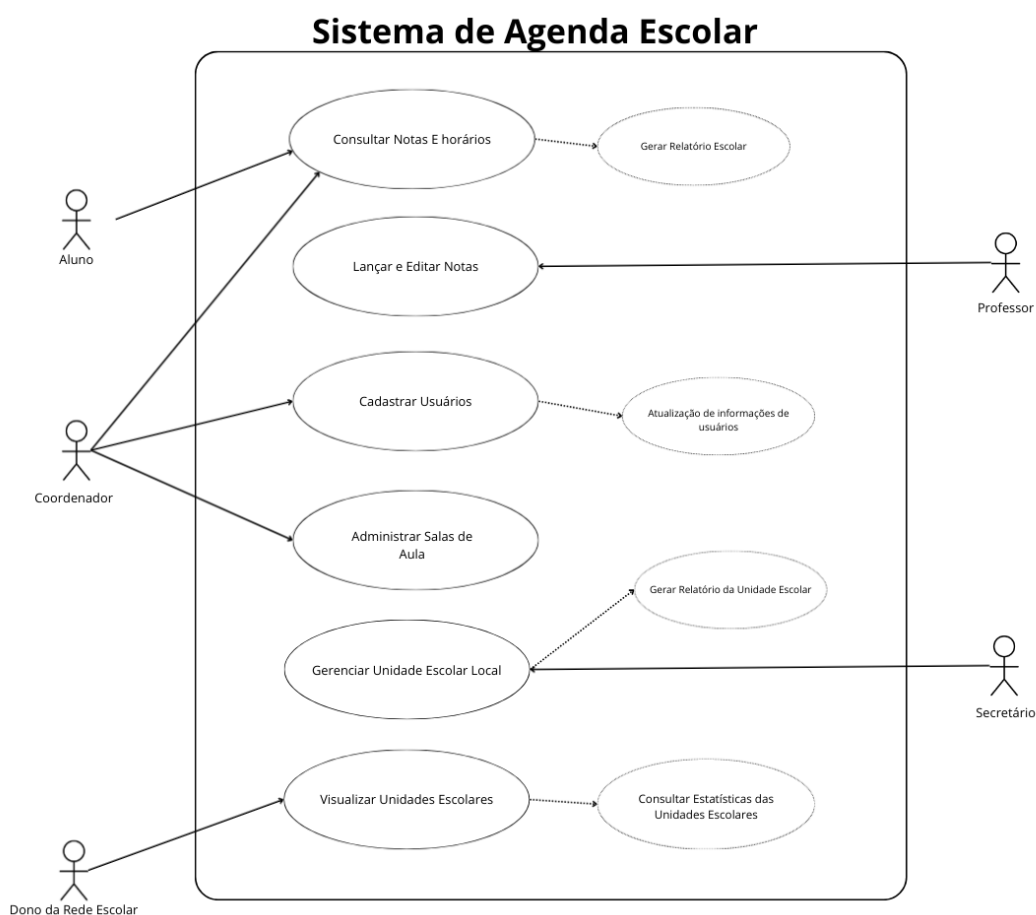 Sistema de Agenda Escolar
Consultar Notas E horários
Gerar Relatório Escolar
Aluno
Lançar e Editar Notas
Professor
Cadastrar Usuários
Atualização de informações de
usuários
Coordenador
Administrar Salas de
Aula
Gerar Relatório da Unidade Escolar
Gerenciar Unidade Escolar Local
Secretário
Visualizar Unidades Escolares
Consultar Estatísticas das
Unidades Escolares
Dono da Rede Escolar